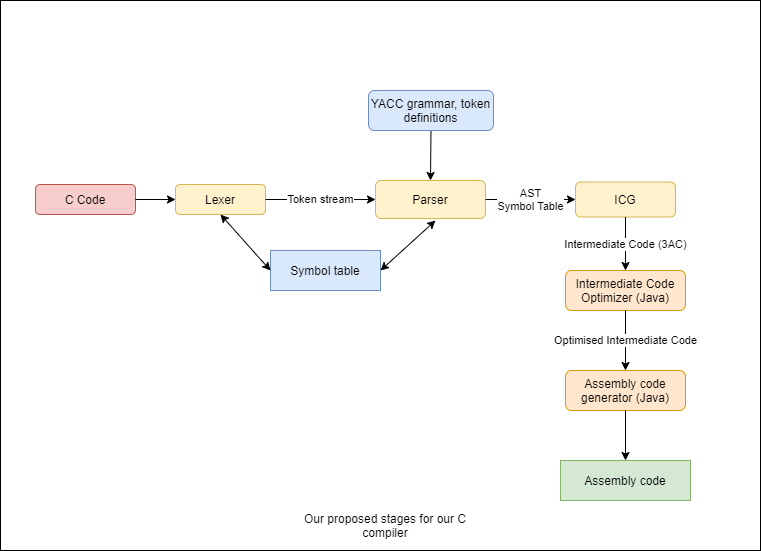 YACC grammar, token
definitions
C Code
Lexer
Token stream
Parser
AST
Symbol Table
ICG
Symbol table
Intermediate Code (3AC)
Intermediate Code
Optimizer (Java)
Optimised Intermediate Code
Assembly code
generator (Java)
Assembly code
Our proposed stages for our C
compiler